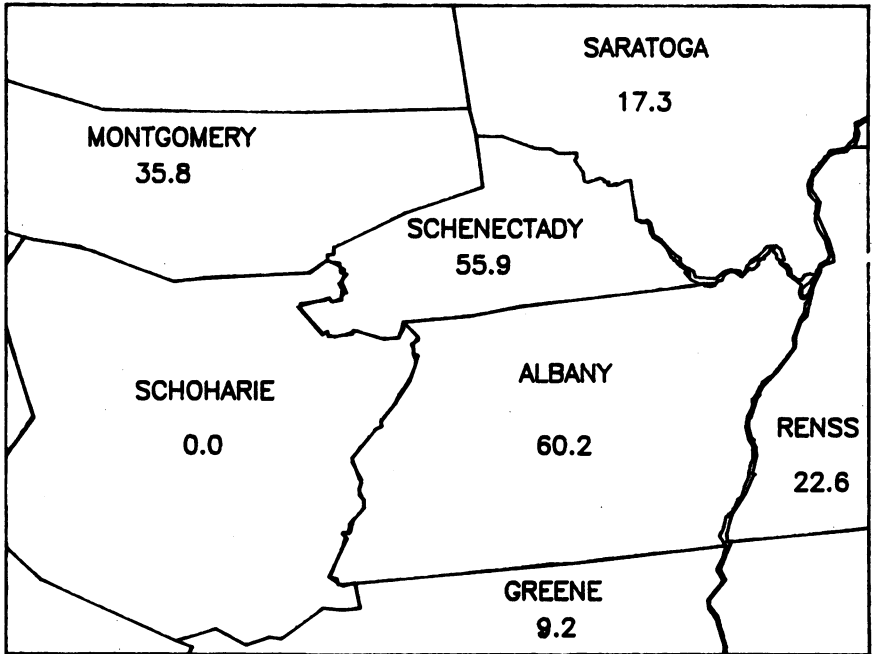 SARATOGA
17.3
MONTGOMERY
35.8
SCHENECTADY
55.9
ALBANY
60.2
SCHOHARIE
0.0
RENSS
22.6
GREENE
9.2